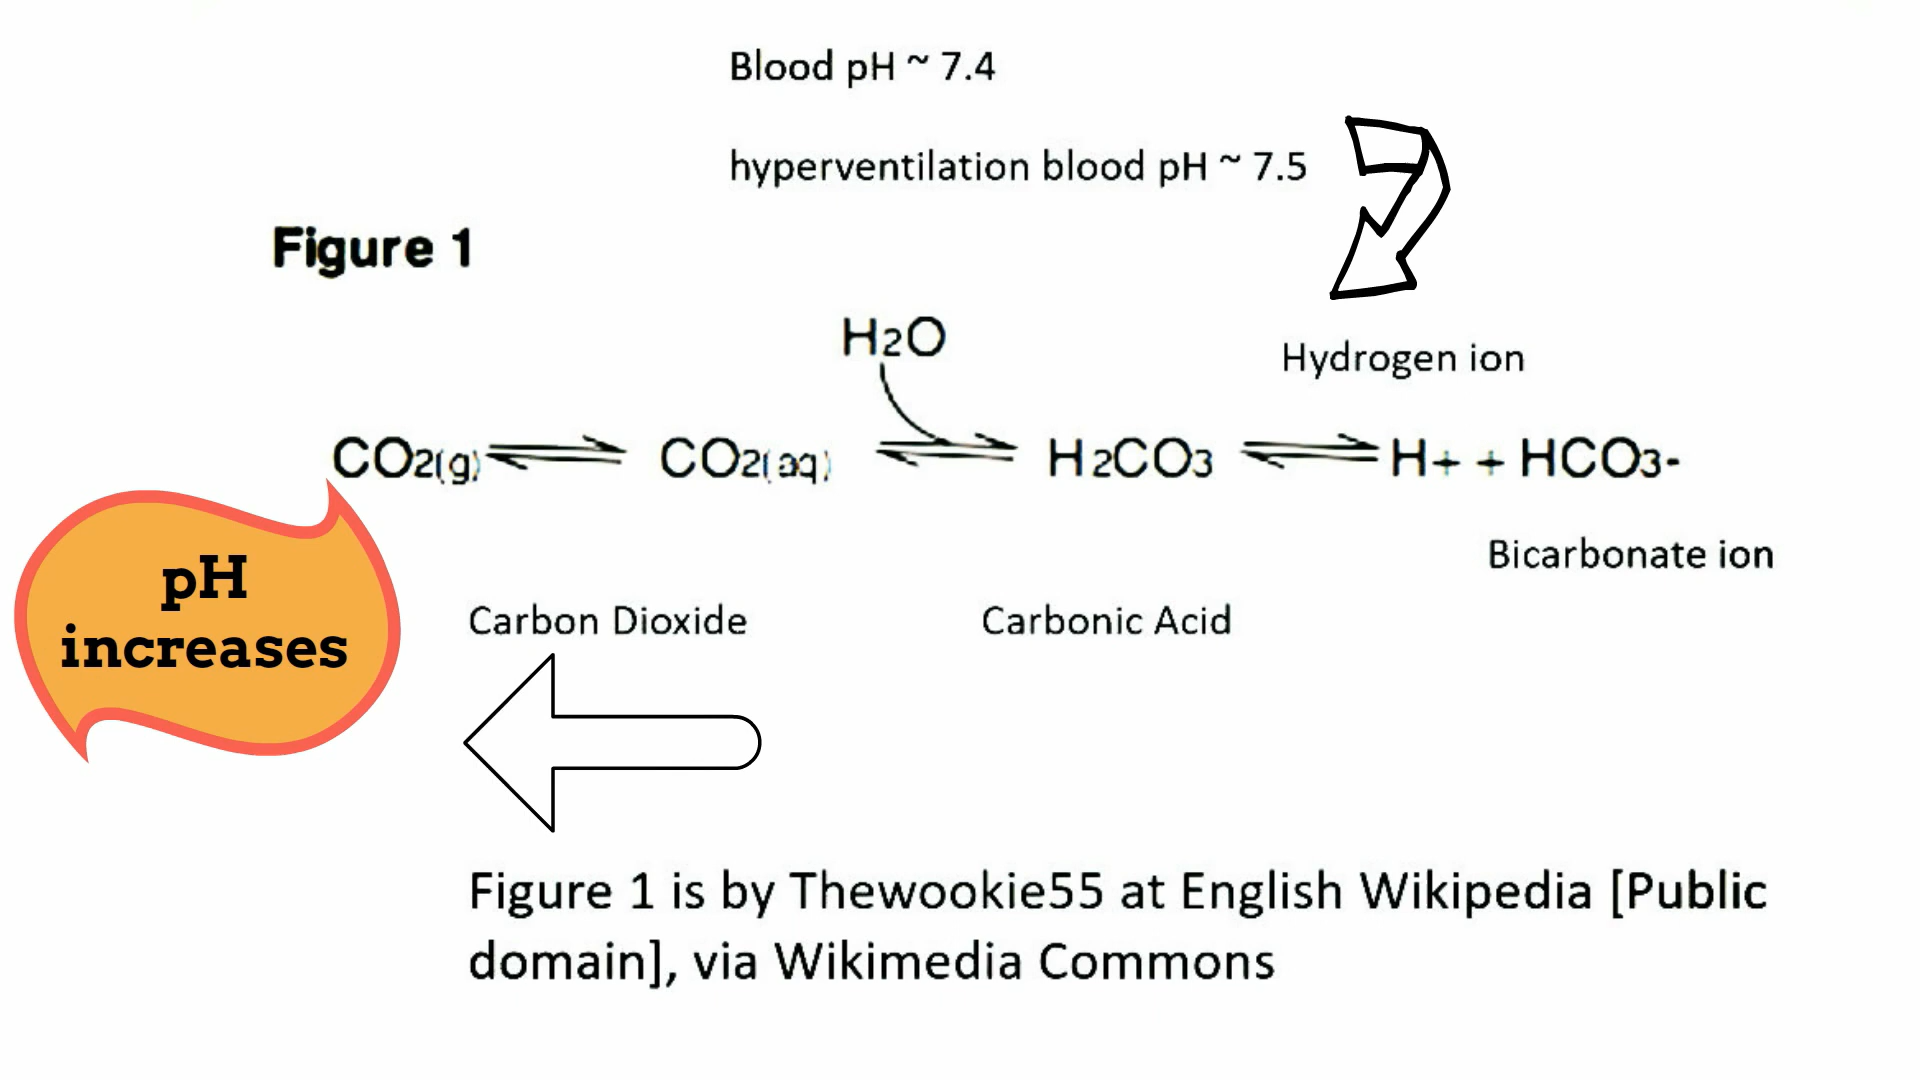 Blood pH ~ 7.4
hyperventilation blood pH ~ 7.5
Figure 1
H2O
Hydrogen ion
CO2(g) ⇌ CO2(aq) ⇌ H2CO3 ⇌ H+ + HCO3-
pH
increases
Bicarbonate ion
Carbon Dioxide
Carbonic Acid
Figure 1 is by Thewookie55 at English Wikipedia [Public
domain], via Wikimedia Commons